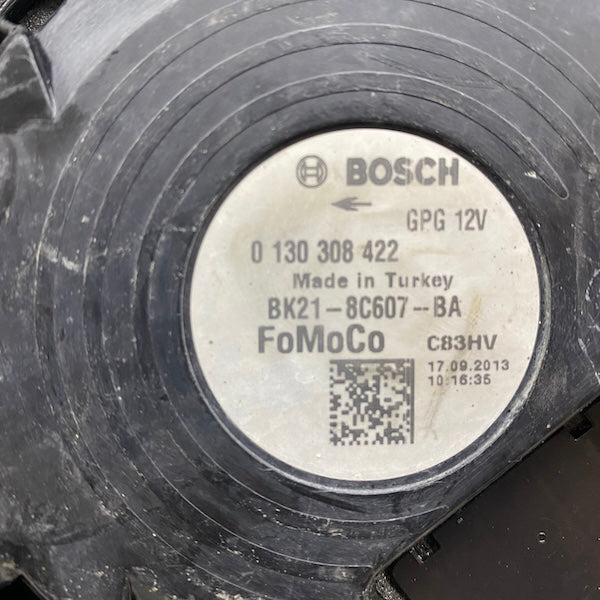 BOSCH
GPG 12V
0 130 308 422
Made in Turkey
BK21-8C607-BA
FoMoCo C83HV
17.09.2013
10:16:35